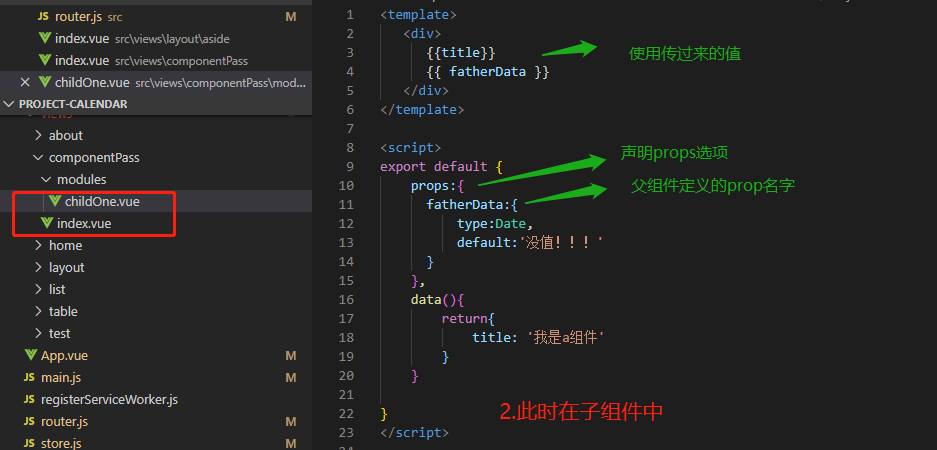 JS router.js src M
index.vue src\views\layout\aside
index.vue src\views\componentPass
childOne.vue src\views\componentPass\mod...
PROJECT-CALENDAR
views
about
componentPass
modules
childOne.vue
index.vue
home
layout
list
table
test
App.vue M
JS main.js M
JS registerServiceWorker.js
JS router.js M
JS store.js M
1 <template>
2 <div>
3 {{title}} 使用传过来的值
4 {{ fatherData }}
5 </div>
6 </template>
7
8 <script>
声明props选项
9 export default {
10 props:{ 父组件定义的prop名字
11 fatherData:{
12 type:Date,
13 default:'没值！！！'
14 }
15 },
16 data(){
17 return{
18 title: '我是a组件'
19 }
20 }
21
22 } 2.此时在子组件中
23 </script>